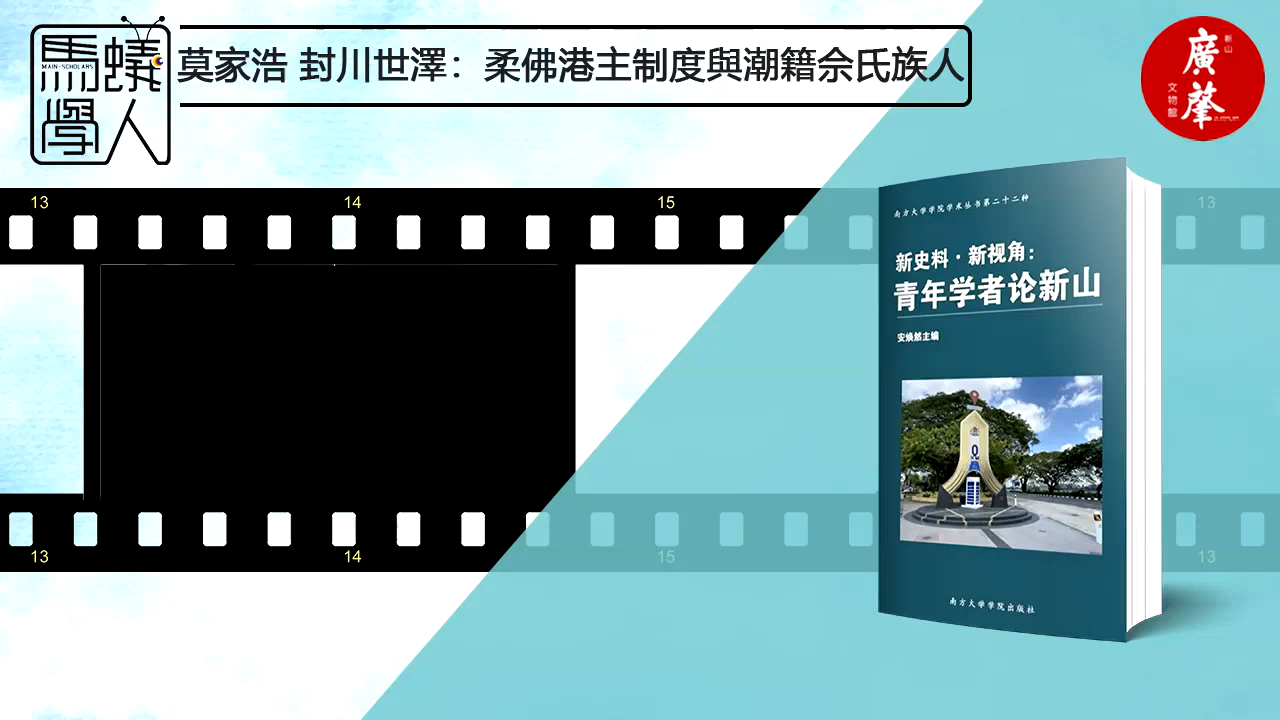 馬蟻
MAIN-SCHOLARS
學人
莫家浩 封川世澤：柔佛港主制度與潮籍佘氏族人
新山
廣肇
文物館
13 14 15 13
南方大学学院学术丛书第二十二种
新史料·新视角：
青年学者论新山
安焕然主编
南方大学学院出版社
13 14 15 13